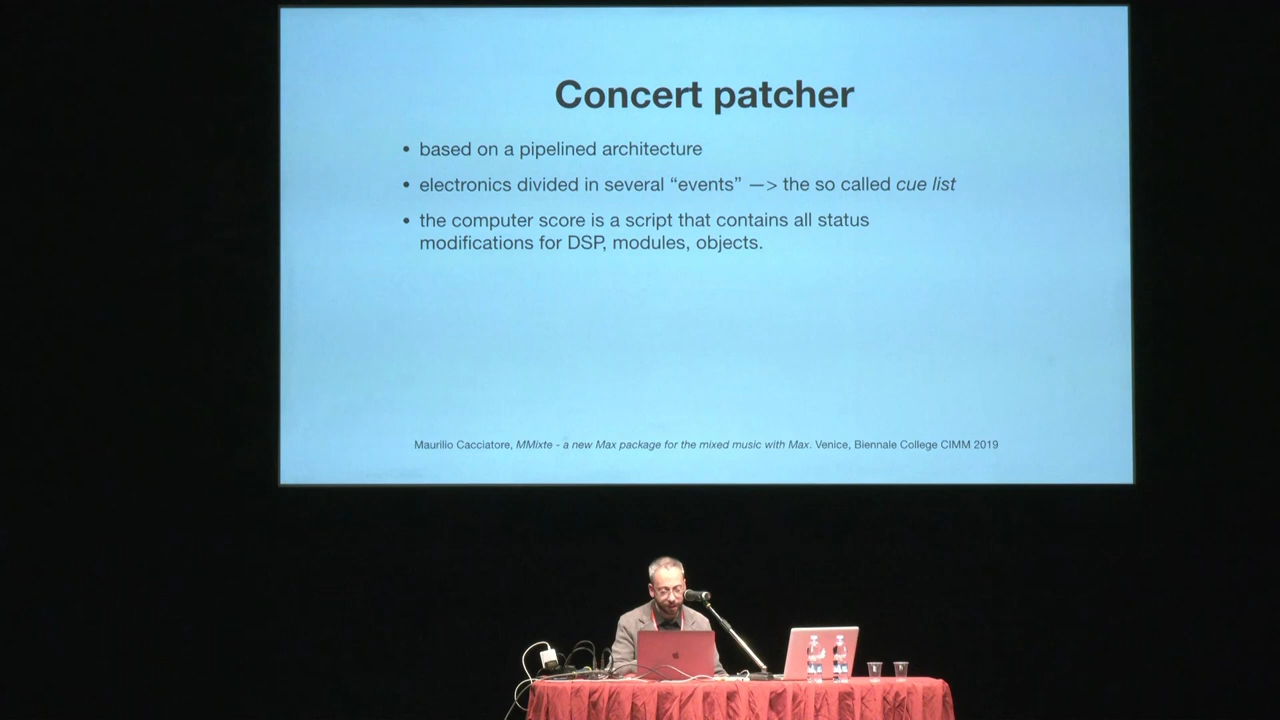 Concert patcher
• based on a pipelined architecture
• electronics divided in several “events” —> the so called cue list
• the computer score is a script that contains all status
modifications for DSP, modules, objects.
Maurilio Cacciatore, MMixte - a new Max package for the mixed music with Max. Venice, Biennale College CIMM 2019